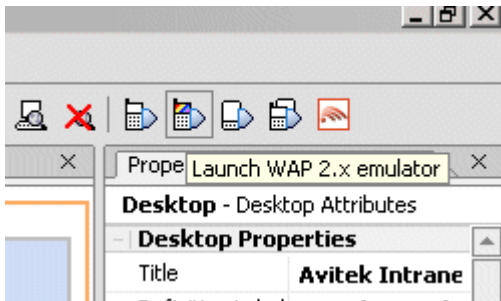 Prope
Launch WAP 2.x emulator
Desktop - Desktop Attributes
Desktop Properties
Title Avitek Intrane